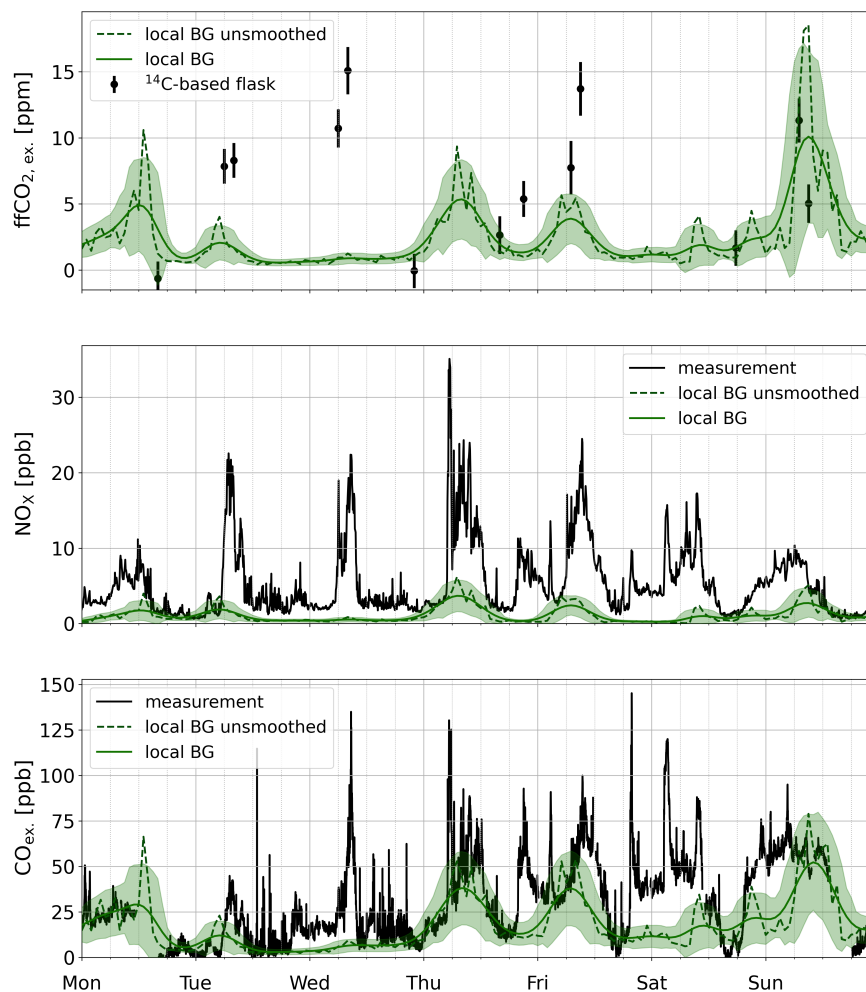 ffCO2, ex. [ppm]
15
10
5
0
local BG unsmoothed
local BG
14C-based flask
NOX [ppb]
30
20
10
0
measurement
local BG unsmoothed
local BG
COex. [ppb]
150
125
100
75
50
25
0
measurement
local BG unsmoothed
local BG
Mon Tue Wed Thu Fri Sat Sun